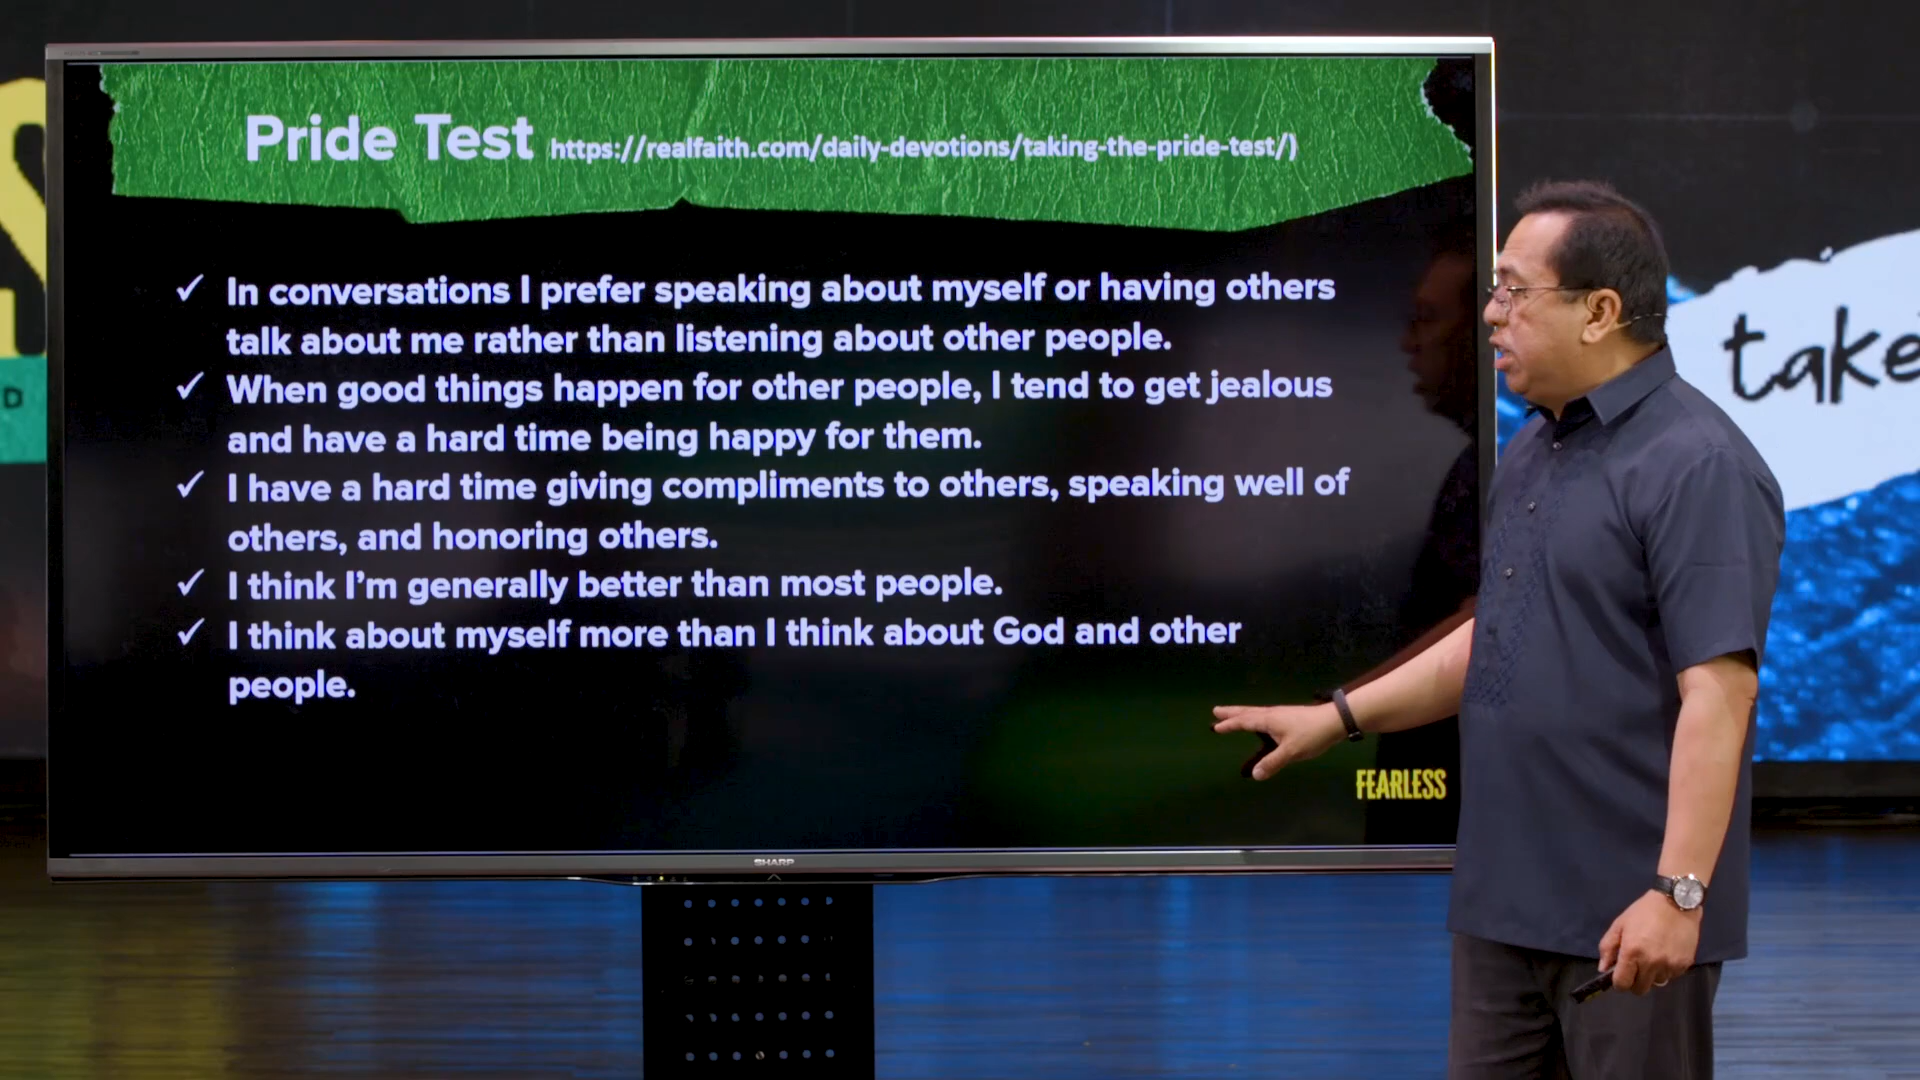 Pride Test https://realfaith.com/daily-devotions/taking-the-pride-test/)
✓ In conversations I prefer speaking about myself or having others
talk about me rather than listening about other people.
✓ When good things happen for other people, I tend to get jealous
and have a hard time being happy for them.
✓ I have a hard time giving compliments to others, speaking well of
others, and honoring others.
✓ I think I'm generally better than most people.
✓ I think about myself more than I think about God and other
people.
FEARLESS
SHARP
take
D